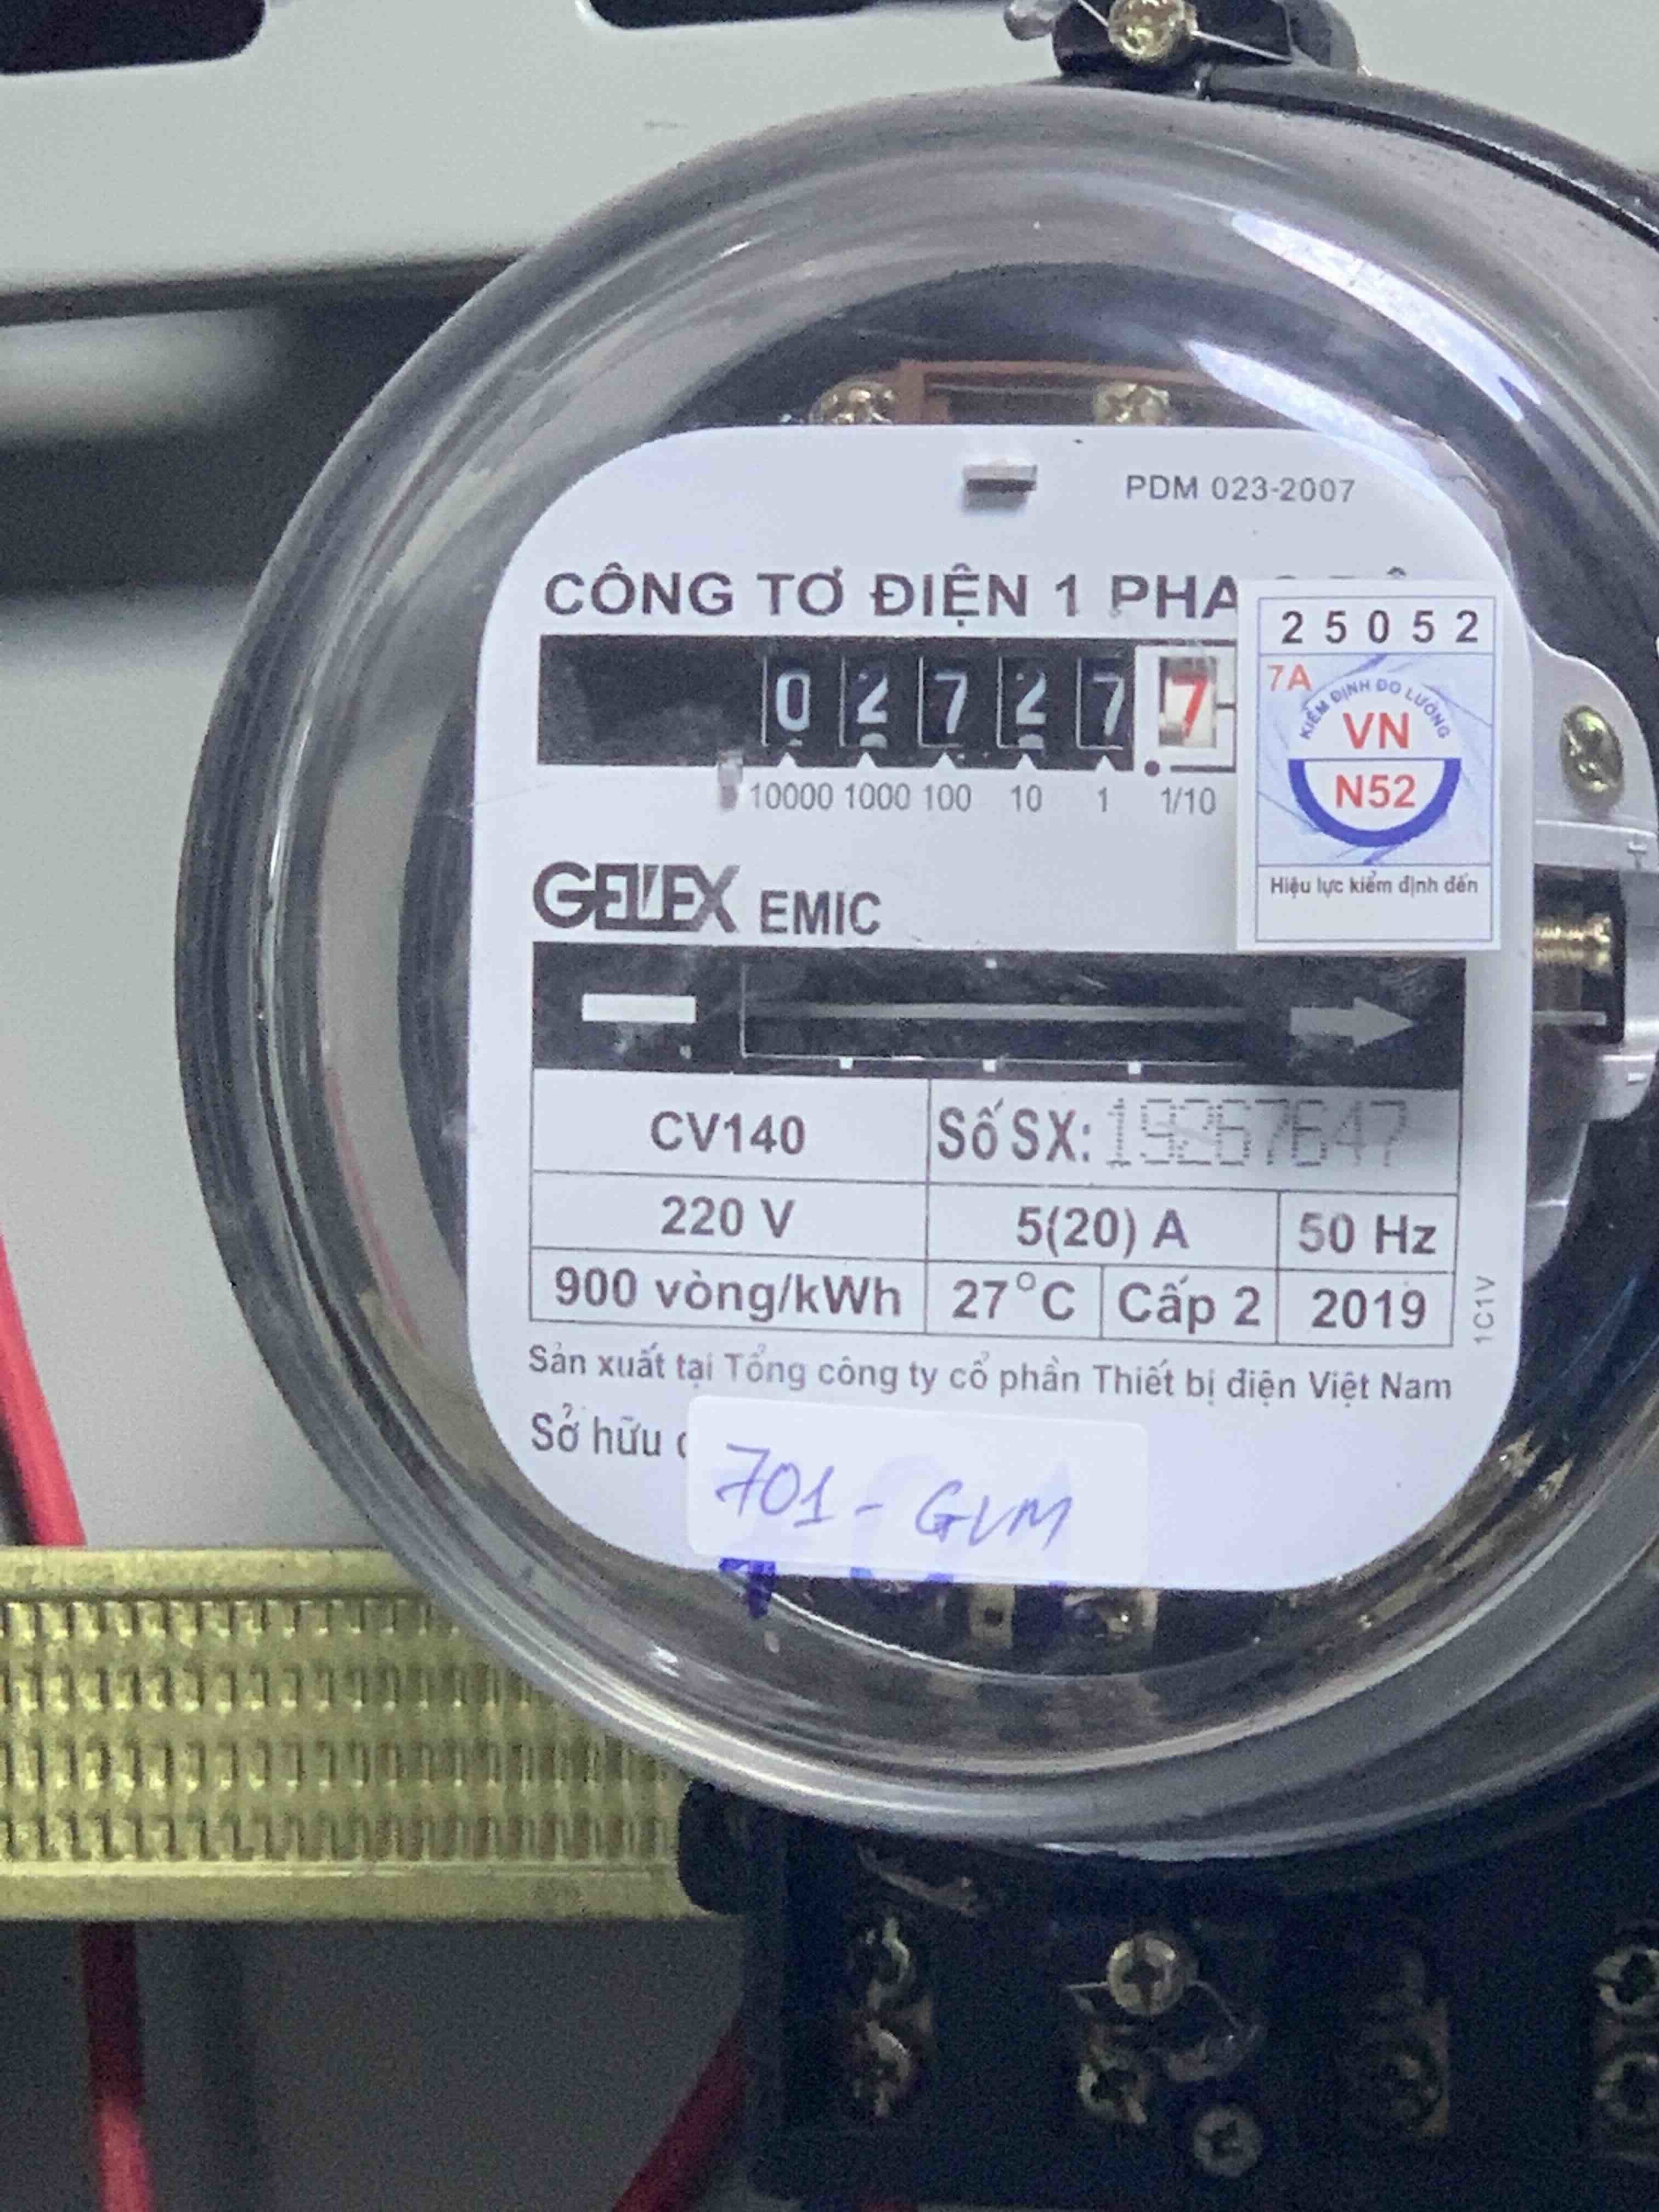 PDM 023-2007
CÔNG TƠ ĐIỆN 1 PHA
25052
7A
KIỂM ĐỊNH ĐO LƯỜNG
VN
N52
Hiệu lực kiểm định đến
0 2 7 2 7 7
10000 1000 100 10 1 1/10
GELEX EMIC
CV140 Số SX: 19267647
220 V 5(20) A 50 Hz
900 vòng/kWh 27°C Cấp 2 2019
1C1V
Sản xuất tại Tổng công ty cổ phần Thiết bị điện Việt Nam
Sở hữu
701 - GVM